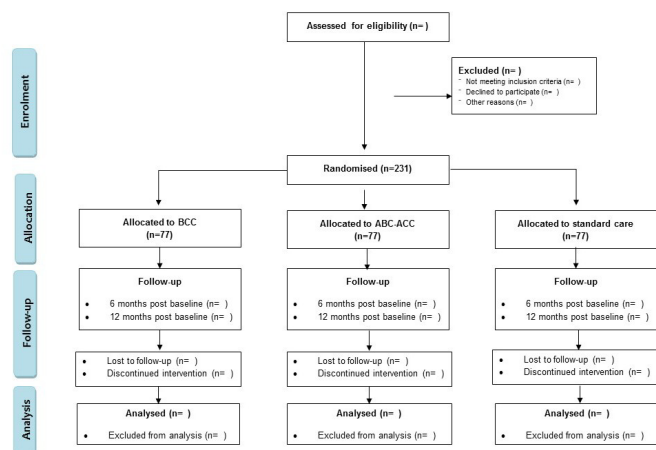 Assessed for eligibility (n= )
Enrolment
Excluded (n= )
- Not meeting inclusion criteria (n= )
- Declined to participate (n= )
- Other reasons (n= )
Randomised (n=231)
Allocation
Allocated to BCC
(n=77)
Allocated to ABC-ACC
(n=77)
Allocated to standard care
(n=77)
Follow-up
Follow-up
• 6 months post baseline (n= )
• 12 months post baseline (n= )
Follow-up
• 6 months post baseline (n= )
• 12 months post baseline (n= )
Follow-up
• 6 months post baseline (n= )
• 12 months post baseline (n= )
• Lost to follow-up (n= )
• Discontinued intervention (n= )
• Lost to follow-up (n= )
• Discontinued intervention (n= )
• Lost to follow-up (n= )
• Discontinued intervention (n= )
Analysis
Analysed (n= )
• Excluded from analysis (n= )
Analysed (n= )
• Excluded from analysis (n= )
Analysed (n= )
• Excluded from analysis (n= )